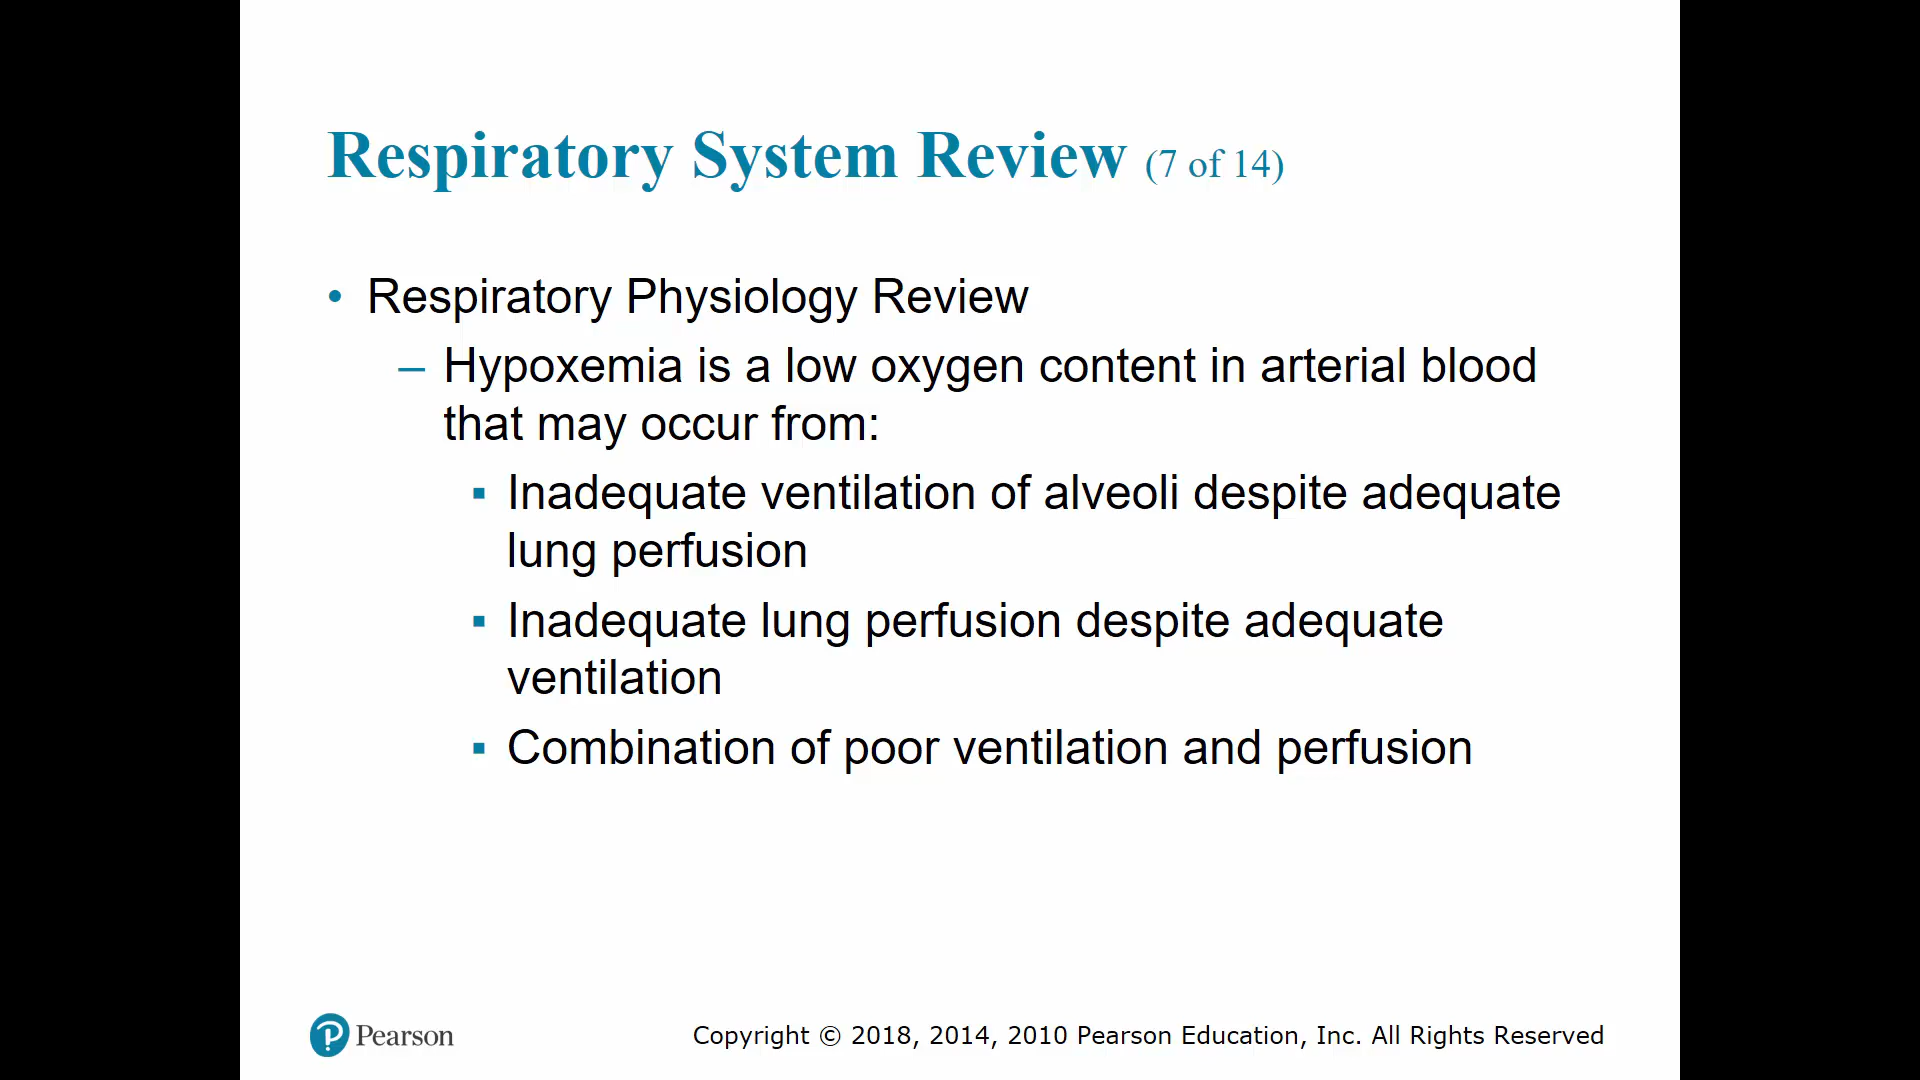 Respiratory System Review (7 of 14)
• Respiratory Physiology Review
– Hypoxemia is a low oxygen content in arterial blood
that may occur from:
▪ Inadequate ventilation of alveoli despite adequate
lung perfusion
▪ Inadequate lung perfusion despite adequate
ventilation
▪ Combination of poor ventilation and perfusion
P Pearson
Copyright © 2018, 2014, 2010 Pearson Education, Inc. All Rights Reserved